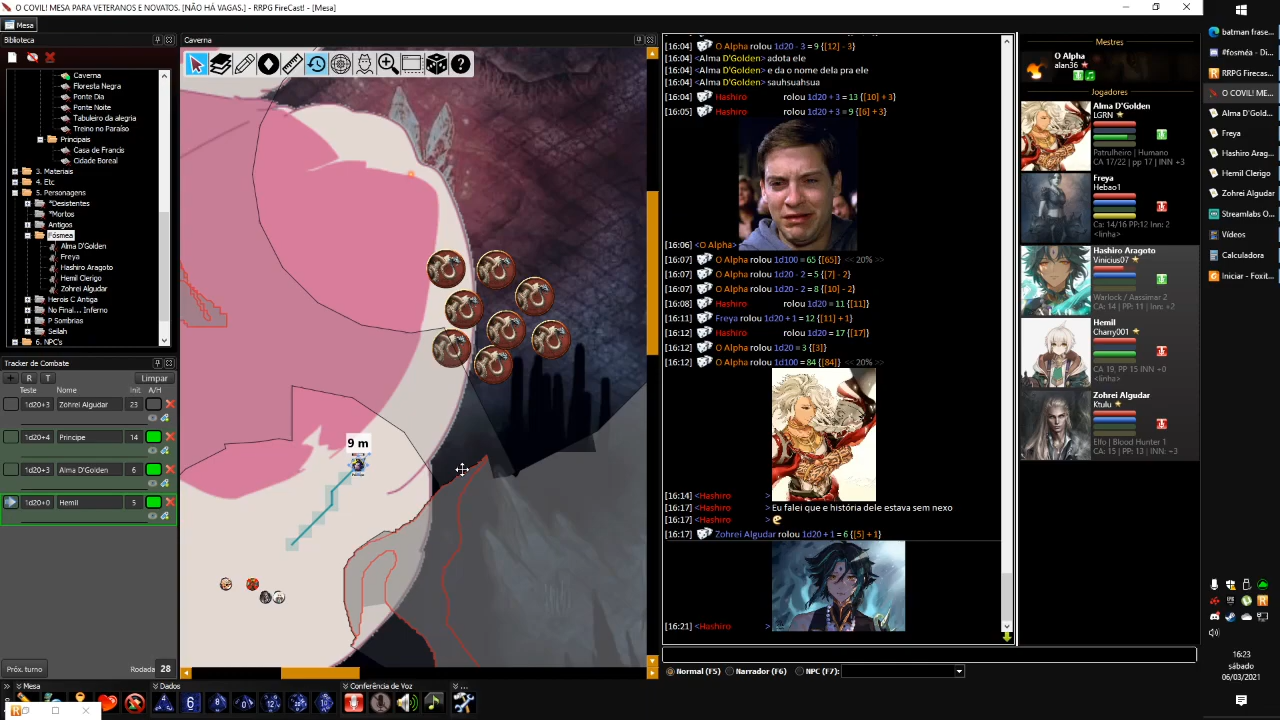 O COVIL! MESA PARA VETERANOS E NOVATOS. [NÃO HÁ VAGAS.] - RRPG FireCast! - [Mesa]
Mesa
Biblioteca
Caverna
Floresta Negra
Ponte Dia
Ponte Noite
Tabuleiro da alegria
Treino no Paraíso
Principais
Casa de Francis
Cidade Boreal
3. Materiais
4. Etc
5. Personagens
*Desistentes
*Mortos
Antigos
Fósmea
Alma D'Golden
Freya
Hashiro Aragoto
Hemil Clerigo
Zohrei Algudar
Herois C Antiga
No Final... Inferno
P Sambrias
Selah
6. NPC's
Tracker de Combate
+ R T Limpar
Teste Nome Init. A/H
1d20+3 Zohrei Algudar 23
1d20+4 Principe 14
1d20+3 Alma D'Golden 6
1d20+0 Hemil 5
Próx. turno Rodada 28
Caverna
9 m
[16:04] O Alpha rolou 1d20 - 3 = 9 {[12] - 3}
[16:04] <Alma D'Golden> adota ele
[16:04] <Alma D'Golden> e da o nome dela pra ele
[16:04] <Alma D'Golden> sauhsuahsua
[16:04] Hashiro rolou 1d20 + 3 = 13 {[10] + 3}
[16:05] Hashiro rolou 1d20 + 3 = 9 {[6] + 3}
[16:06] <O Alpha>
[16:07] O Alpha rolou 1d100 = 65 {[65]} << 20% >>
[16:07] O Alpha rolou 1d20 - 2 = 5 {[7] - 2}
[16:07] O Alpha rolou 1d20 - 2 = 8 {[10] - 2}
[16:08] Hashiro rolou 1d20 = 11 {[11]}
[16:11] Freya rolou 1d20 + 1 = 12 {[11] + 1}
[16:12] Hashiro rolou 1d20 = 17 {[17]}
[16:12] O Alpha rolou 1d20 = 3 {[3]}
[16:12] O Alpha rolou 1d100 = 84 {[84]} << 20% >>
[16:14] <Hashiro >
[16:17] <Hashiro > Eu falei que e história dele estava sem nexo
[16:17] <Hashiro >
[16:17] Zohrei Algudar rolou 1d20 + 1 = 6 {[5] + 1}
[16:21] <Hashiro >
Normal (F5) Narrador (F6) NPC (F7):
Mestres
O Alpha
alan36
Jogadores
Alma D'Golden
LGRN
Patrulheiro | Humano
CA 17/22 | pp 17 | INN +3
Freya
Hebao1
Ca: 14/16 PP:12 Inn: 2
<linha>
Hashiro Aragoto
Vinicius07
Warlock / Aassimar 2
CA: 14 | PP: 11 | Inn: +2
Hemil
Charry001
CA 19, PP 15 INN +0
<linha>
Zohrei Algudar
Ktulu
Elfo | Blood Hunter 1
CA: 15 | PP: 13 | INN: −3
batman frase...
#fosméa - Disc...
RRPG Firecas...
O COVIL! ME...
Alma D'Gold...
Freya
Hashiro Arag...
Hemil Clerigo
Zohrei Algudar
Streamlabs O...
Vídeos
Calculadora
Iniciar - Foxit...
16:23
sábado
06/03/2021
Mesa
Dados
Conferência de Voz
...